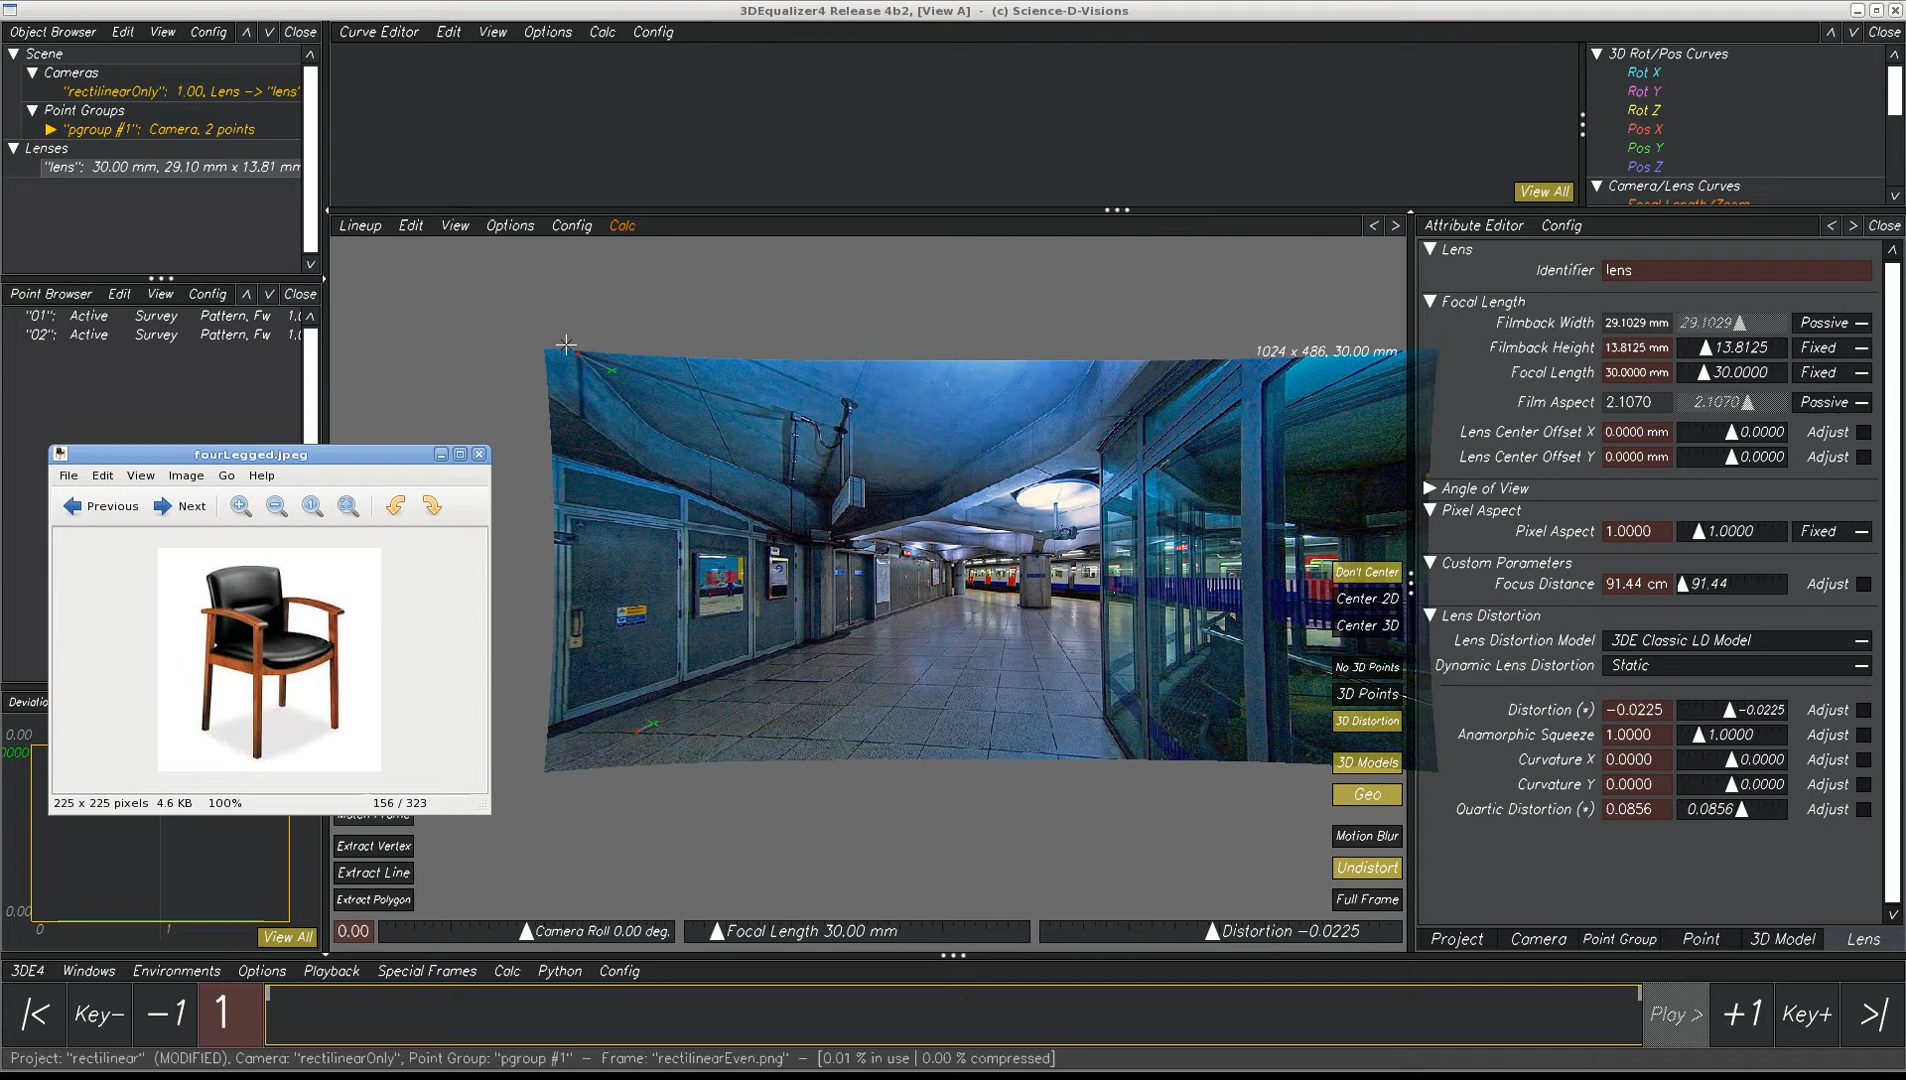 3DEqualizer4 Release 4b2, [View A]  -  (c) Science-D-Visions
Object Browser Edit View Config Close
Scene
Cameras
"rectilinearOnly": 1.00, Lens -> "lens"
Point Groups
"pgroup #1": Camera, 2 points
Lenses
"lens": 30.00 mm, 29.10 mm x 13.81 mm
Curve Editor Edit View Options Calc Config Close
View All
3D Rot/Pos Curves
Rot X
Rot Y
Rot Z
Pos X
Pos Y
Pos Z
Camera/Lens Curves
Focal Length/Zoom
Point Browser Edit View Config Close
"01": Active Survey Pattern, Fw
"02": Active Survey Pattern, Fw
Lineup Edit View Options Config Calc < >
1024 x 486, 30.00 mm
Don't Center
Center 2D
Center 3D
No 3D Points
3D Points
3D Distortion
3D Models
Geo
Motion Blur
Undistort
Full Frame
Extract Vertex
Extract Line
Extract Polygon
0.00 Camera Roll 0.00 deg. Focal Length 30.00 mm Distortion -0.0225
fourLegged.jpeg
File Edit View Image Go Help
Previous Next
225 x 225 pixels 4.6 KB 100% 156 / 323
0.00
0000
0.00
0 1
View All
Attribute Editor Config < > Close
Lens
Identifier lens
Focal Length
Filmback Width 29.1029 mm 29.1029 Passive
Filmback Height 13.8125 mm 13.8125 Fixed
Focal Length 30.0000 mm 30.0000 Fixed
Film Aspect 2.1070 2.1070 Passive
Lens Center Offset X 0.0000 mm 0.0000 Adjust
Lens Center Offset Y 0.0000 mm 0.0000 Adjust
Angle of View
Pixel Aspect
Pixel Aspect 1.0000 1.0000 Fixed
Custom Parameters
Focus Distance 91.44 cm 91.44 Adjust
Lens Distortion
Lens Distortion Model 3DE Classic LD Model
Dynamic Lens Distortion Static
Distortion (*) -0.0225 -0.0225 Adjust
Anamorphic Squeeze 1.0000 1.0000 Adjust
Curvature X 0.0000 0.0000 Adjust
Curvature Y 0.0000 0.0000 Adjust
Quartic Distortion (*) 0.0856 0.0856 Adjust
Project Camera Point Group Point 3D Model Lens
3DE4 Windows Environments Options Playback Special Frames Calc Python Config
|< Key- -1 1 Play > +1 Key+ >|
Project: "rectilinear" (MODIFIED), Camera: "rectilinearOnly", Point Group: "pgroup #1" - Frame: "rectilinearEven.png" - [0.01 % in use | 0.00 % compressed]